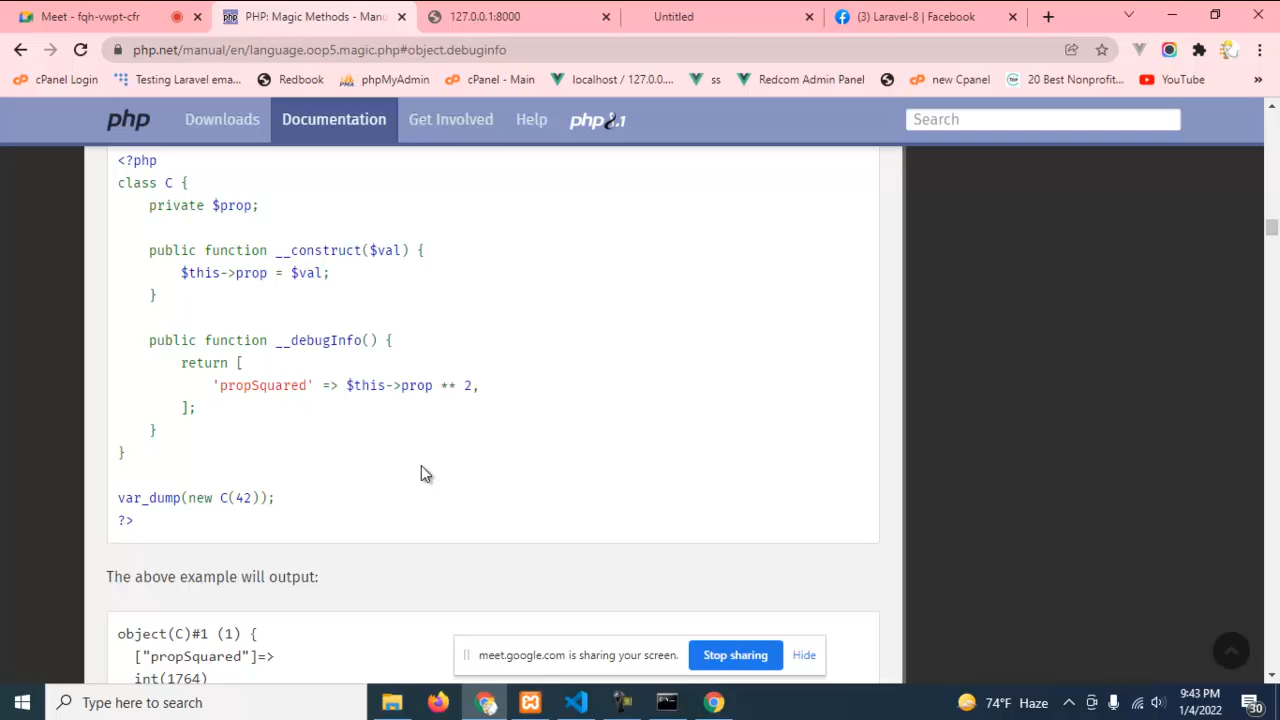 Meet - fqh-vwpt-cfr
PHP: Magic Methods - Manu
127.0.0.1:8000
Untitled
(3) Laravel-8 | Facebook
php.net/manual/en/language.oop5.magic.php#object.debuginfo
cPanel Login
Testing Laravel ema...
Redbook
phpMyAdmin
cPanel - Main
localhost / 127.0.0....
ss
Redcom Admin Panel
new Cpanel
20 Best Nonprofit...
YouTube
»
php
Downloads
Documentation
Get Involved
Help
php8.1
Search
<?php
class C {
private $prop;
public function __construct($val) {
$this->prop = $val;
}
public function __debugInfo() {
return [
'propSquared' => $this->prop ** 2,
];
}
}
var_dump(new C(42));
?>
The above example will output:
object(C)#1 (1) {
["propSquared"]=>
int(1764)
meet.google.com is sharing your screen.
Stop sharing
Hide
Type here to search
74°F Haze
9:43 PM
1/4/2022
30